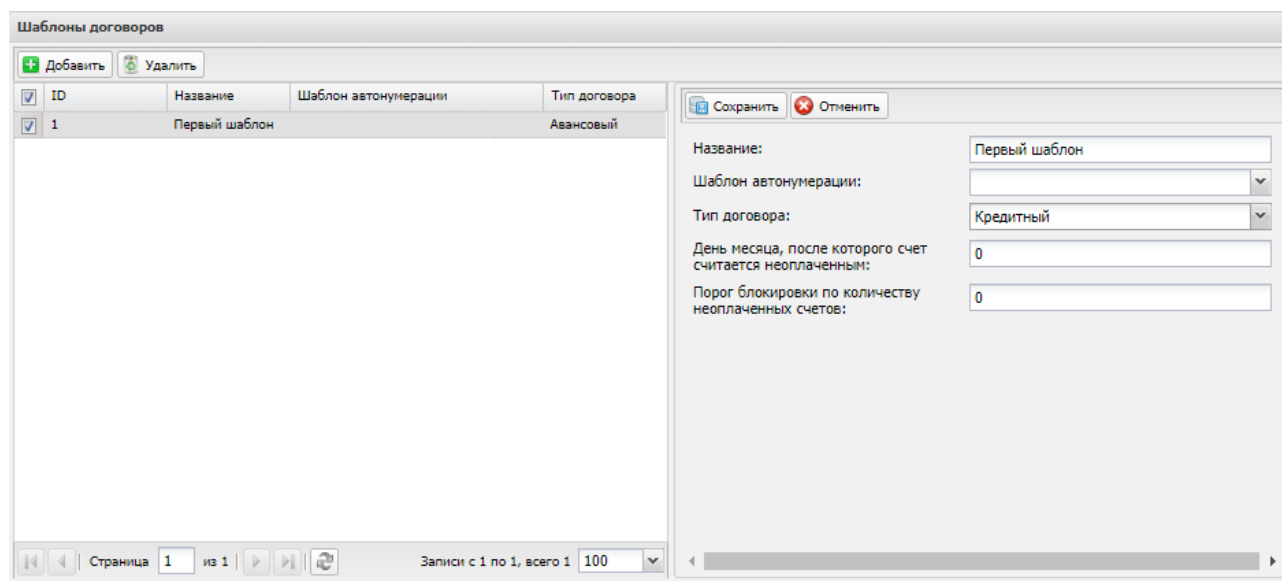 Шаблоны договоров
Добавить Удалить
ID Название Шаблон автонумерации Тип договора
1 Первый шаблон Авансовый
Сохранить Отменить
Название: Первый шаблон
Шаблон автонумерации:
Тип договора: Кредитный
День месяца, после которого счет
считается неоплаченным: 0
Порог блокировки по количеству
неоплаченных счетов: 0
Страница 1 из 1 Записи с 1 по 1, всего 1 100